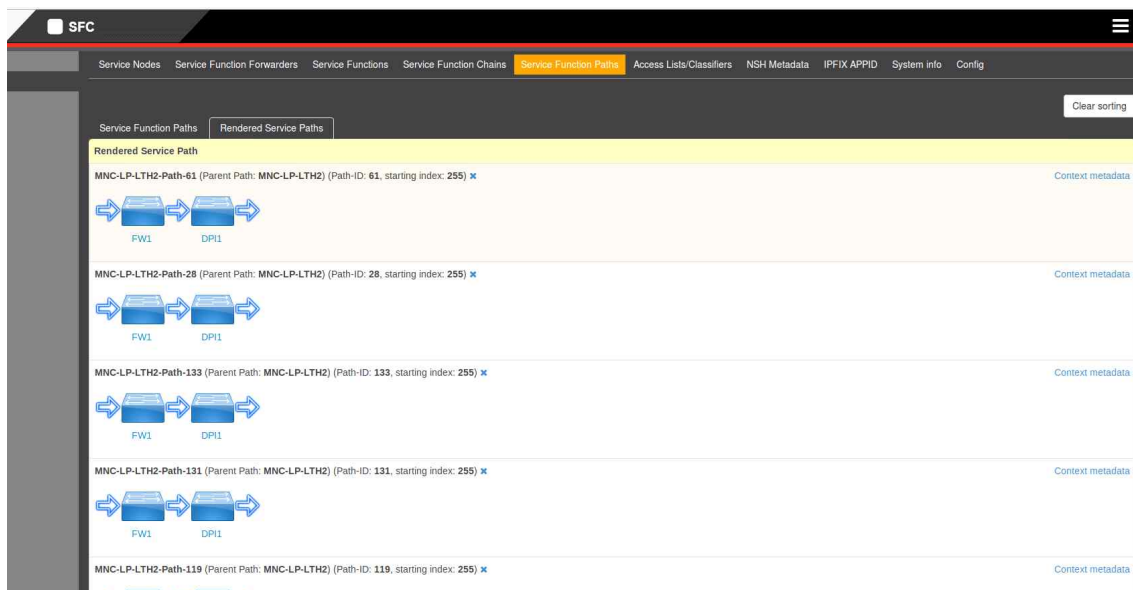 SFC
Service Nodes Service Function Forwarders Service Functions Service Function Chains Service Function Paths Access Lists/Classifiers NSH Metadata IPFIX APPID System info Config
Clear sorting
Service Function Paths Rendered Service Paths
Rendered Service Path
MNC-LP-LTH2-Path-61 (Parent Path: MNC-LP-LTH2) (Path-ID: 61, starting index: 255) Context metadata
FW1 DPI1
MNC-LP-LTH2-Path-28 (Parent Path: MNC-LP-LTH2) (Path-ID: 28, starting index: 255) Context metadata
FW1 DPI1
MNC-LP-LTH2-Path-133 (Parent Path: MNC-LP-LTH2) (Path-ID: 133, starting index: 255) Context metadata
FW1 DPI1
MNC-LP-LTH2-Path-131 (Parent Path: MNC-LP-LTH2) (Path-ID: 131, starting index: 255) Context metadata
FW1 DPI1
MNC-LP-LTH2-Path-119 (Parent Path: MNC-LP-LTH2) (Path-ID: 119, starting index: 255) Context metadata